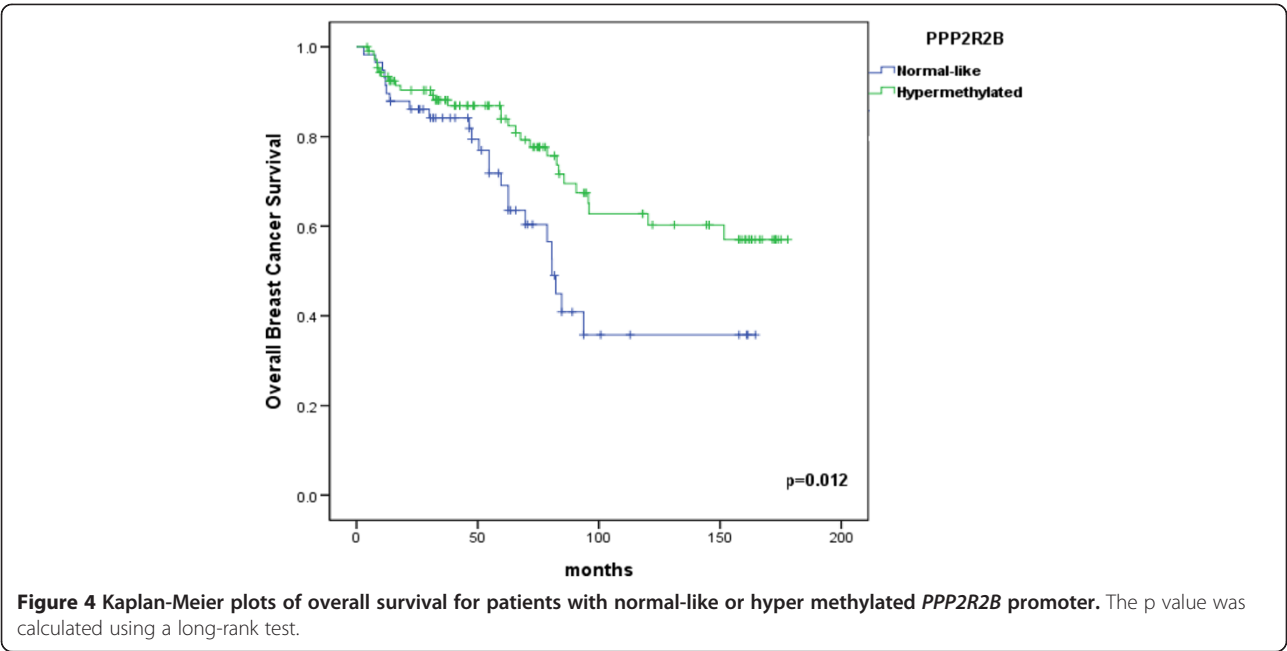 PPP2R2B
Normal-like
Hypermethylated
Overall Breast Cancer Survival
1.0
0.8
0.6
0.4
0.2
0.0
p=0.012
0 50 100 150 200
months
Figure 4 Kaplan-Meier plots of overall survival for patients with normal-like or hyper methylated PPP2R2B promoter. The p value was
calculated using a long-rank test.